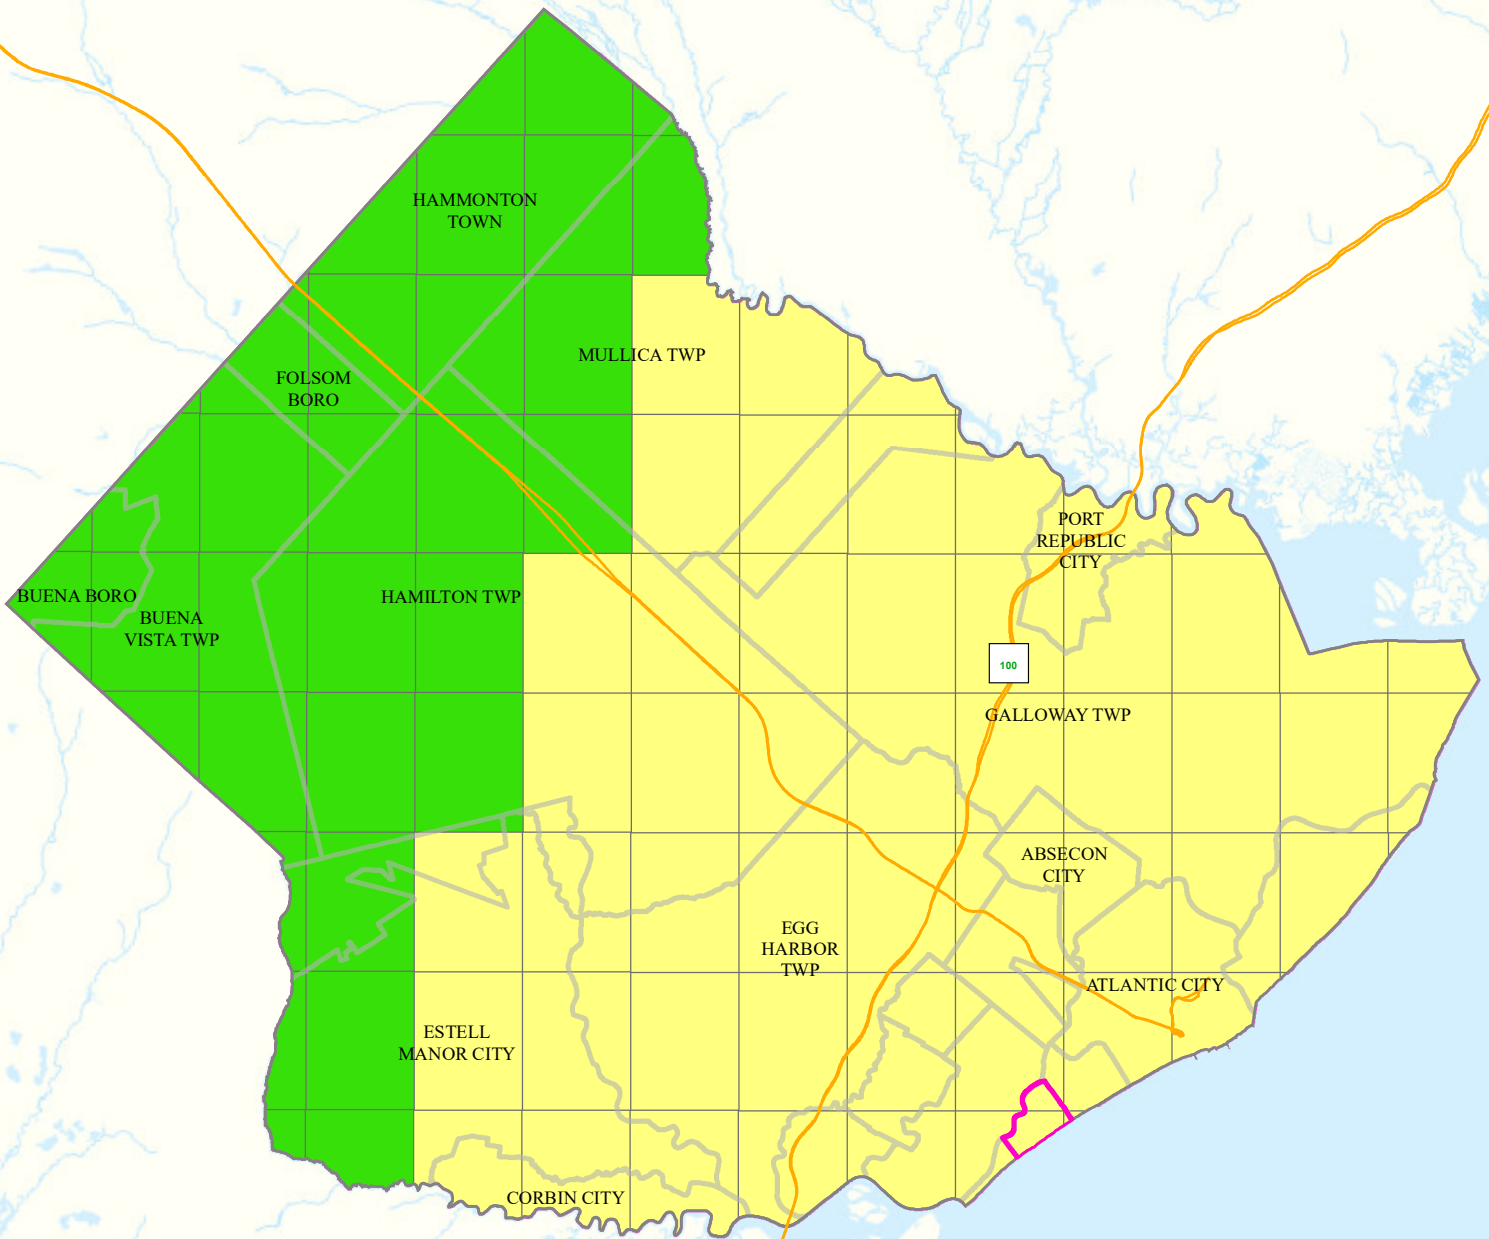 HAMMONTON
TOWN
MULLICA TWP
FOLSOM
BORO
PORT
REPUBLIC
CITY
BUENA BORO
HAMILTON TWP
BUENA
VISTA TWP
100
GALLOWAY TWP
ABSECON
CITY
EGG
HARBOR
TWP
ATLANTIC CITY
ESTELL
MANOR CITY
CORBIN CITY